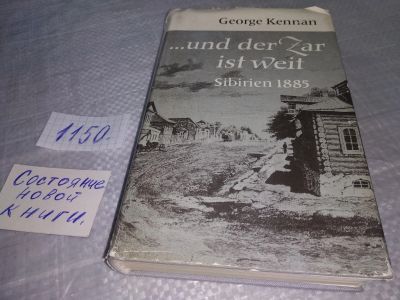 George Kennan
...und der Zar
ist weit
Sibirien 1885
1150.
Состояние
новой
книги.